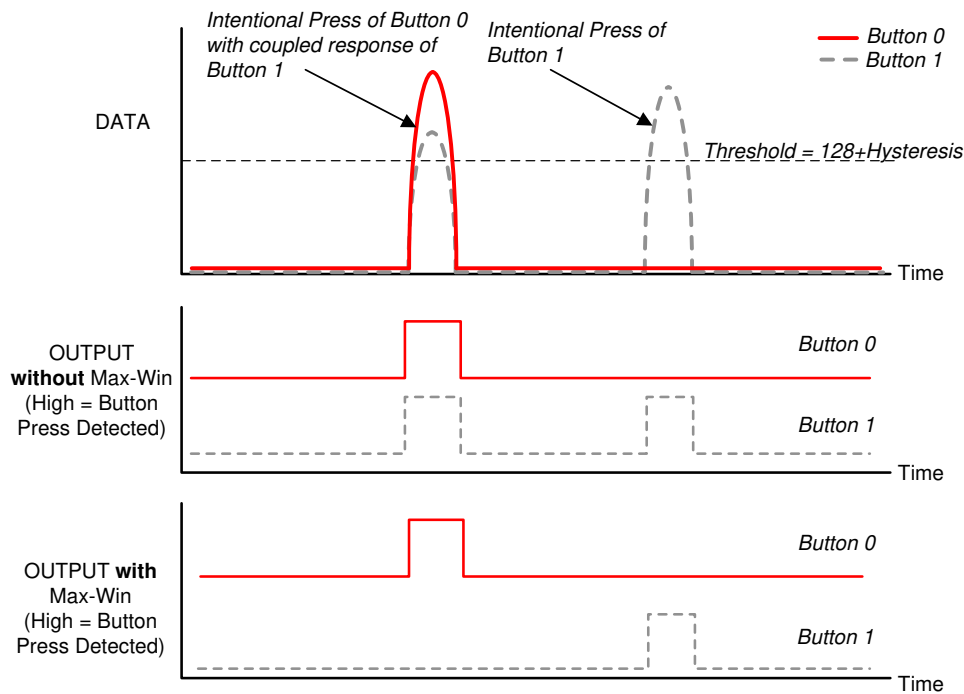 Intentional Press of Button 0
with coupled response of
Button 1
Intentional Press of
Button 1
Button 0
Button 1
DATA
Threshold = 128+Hysteresis
Time
OUTPUT
without Max-Win
(High = Button
Press Detected)
Button 0
Button 1
Time
OUTPUT with
Max-Win
(High = Button
Press Detected)
Button 0
Button 1
Time